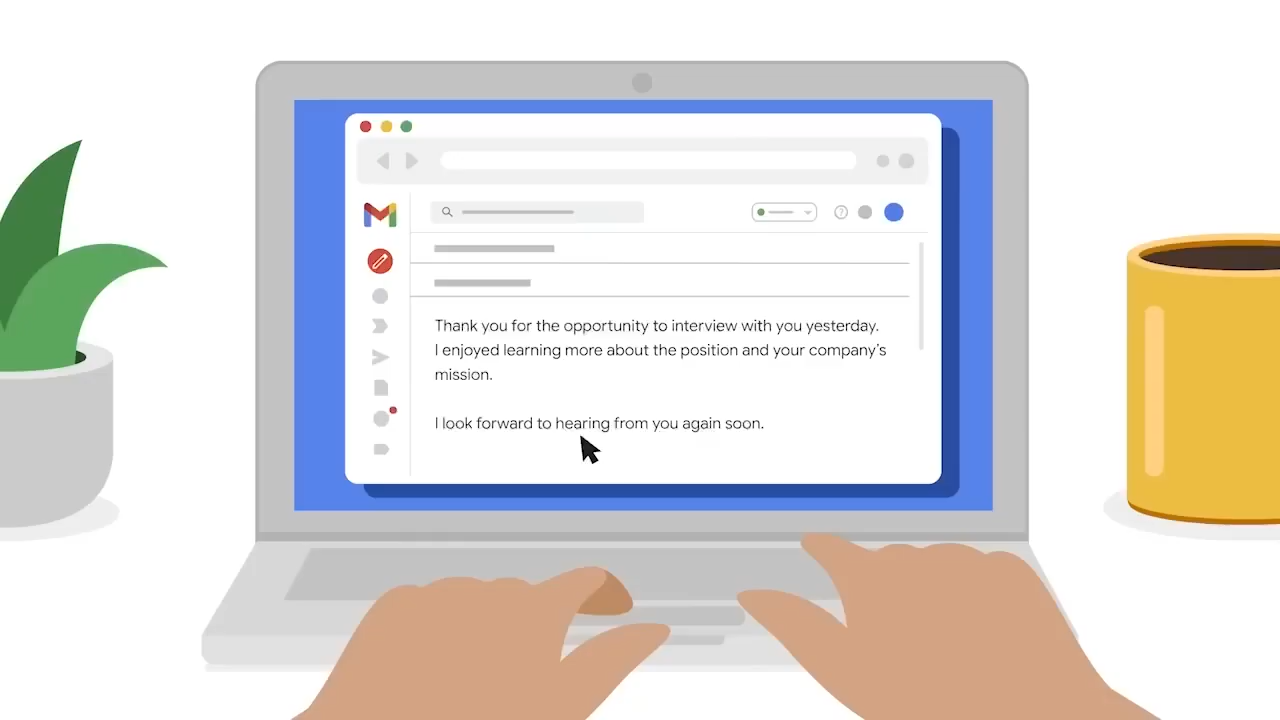 Thank you for the opportunity to interview with you yesterday.
I enjoyed learning more about the position and your company's
mission.
I look forward to hearing from you again soon.